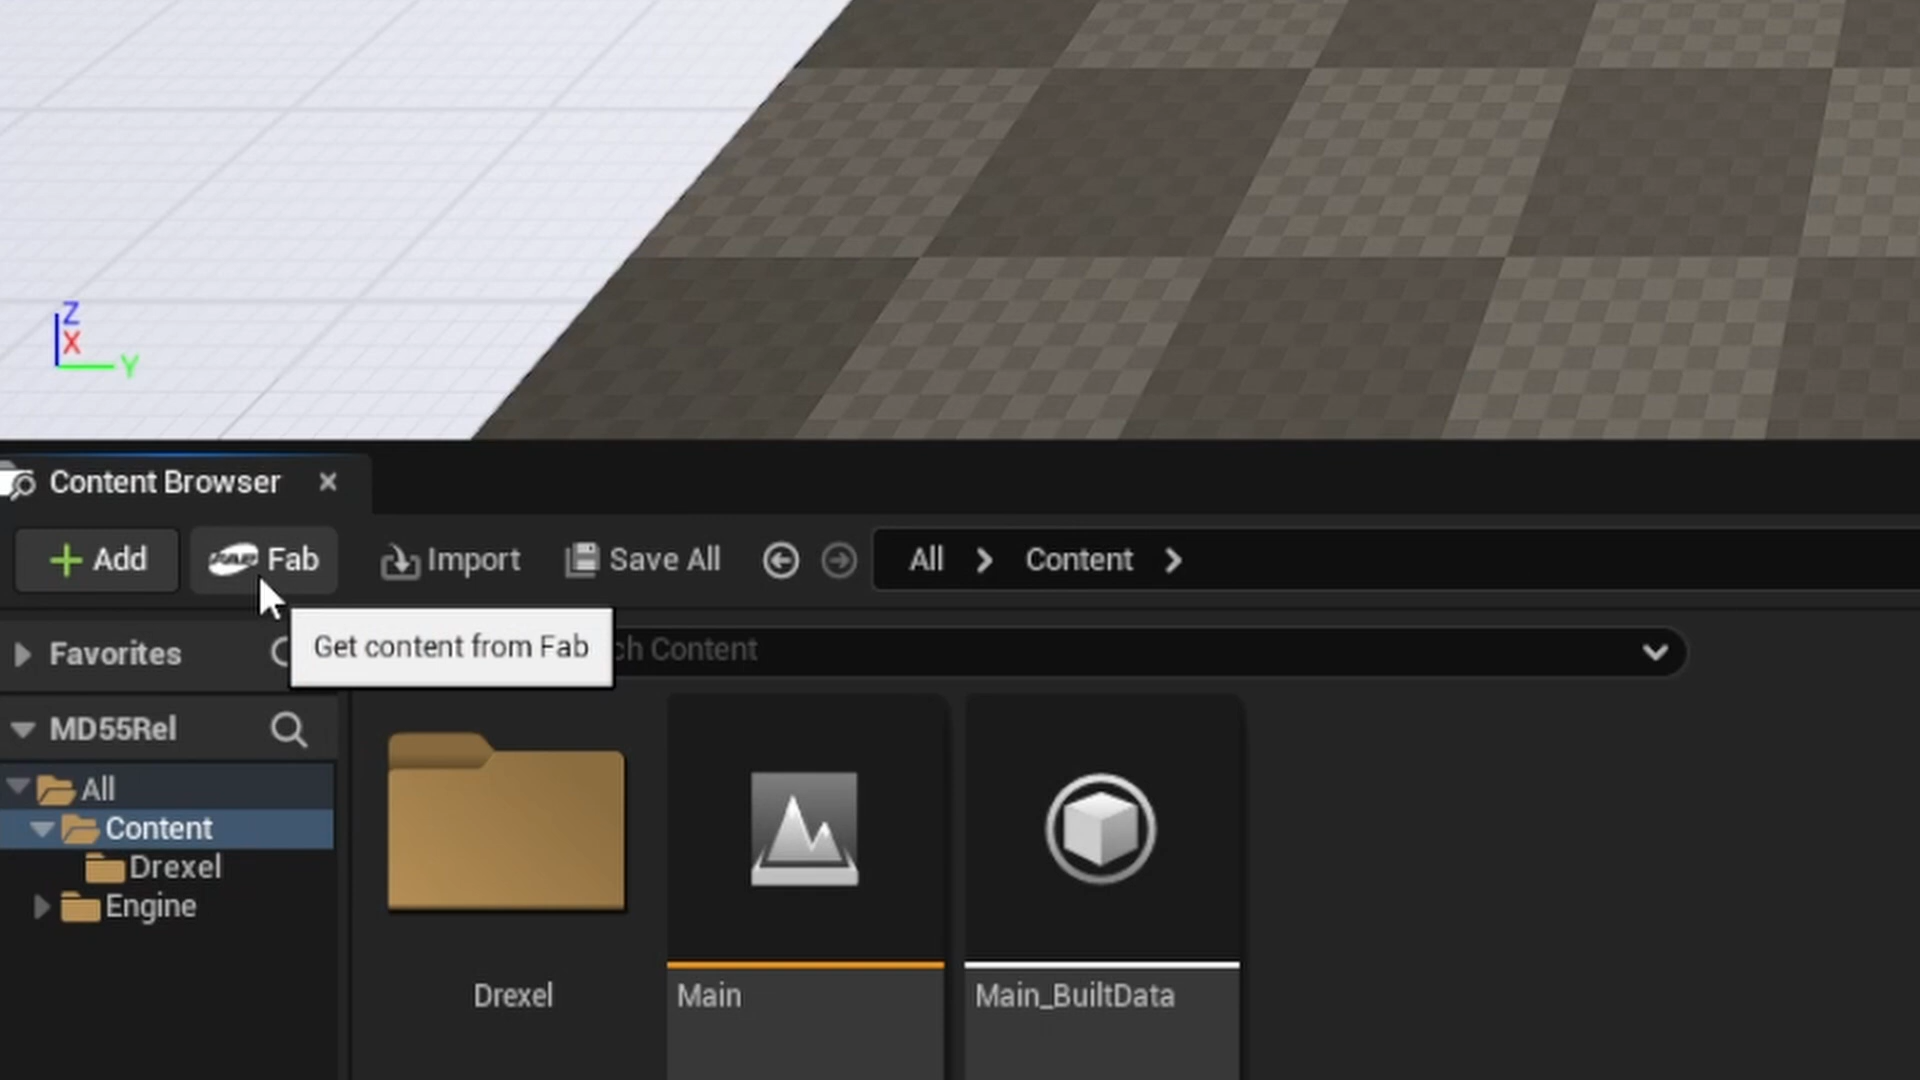 Z
X
Y
Content Browser
Add
FAB Fab
Import
Save All
All
Content
Get content from Fab
ch Content
Favorites
MD55Rel
All
Content
Drexel
Engine
Drexel
Main
Main_BuiltData